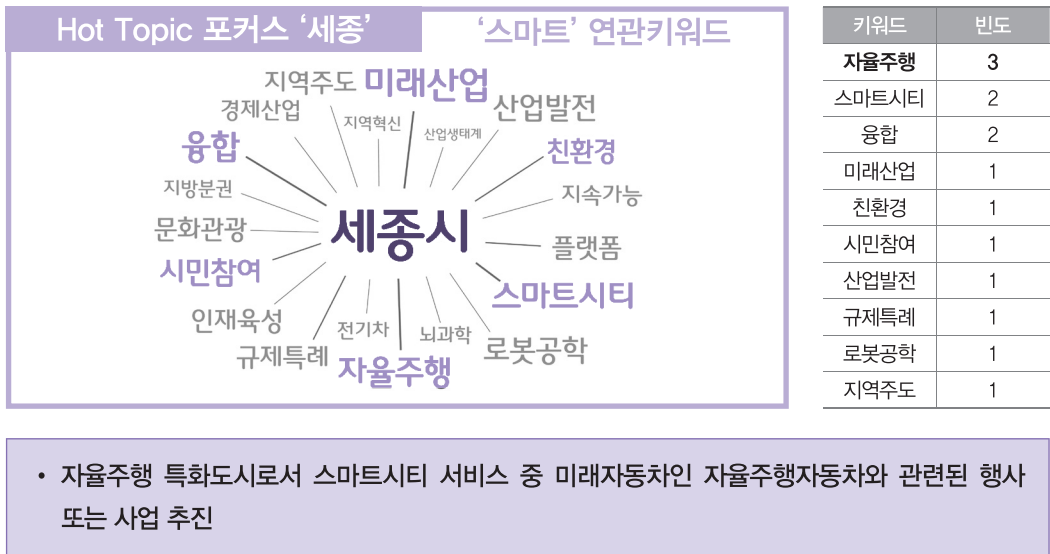 Hot Topic 포커스 ‘세종’
‘스마트’ 연관키워드
지역주도
미래산업
경제산업
지역혁신
산업생태계
산업발전
융합
친환경
지방분권
지속가능
문화관광
세종시
플랫폼
시민참여
스마트시티
인재육성
전기차
뇌과학
규제특례
자율주행
로봇공학
키워드 빈도
자율주행 3
스마트시티 2
융합 2
미래산업 1
친환경 1
시민참여 1
산업발전 1
규제특례 1
로봇공학 1
지역주도 1
• 자율주행 특화도시로서 스마트시티 서비스 중 미래자동차인 자율주행자동차와 관련된 행사
또는 사업 추진